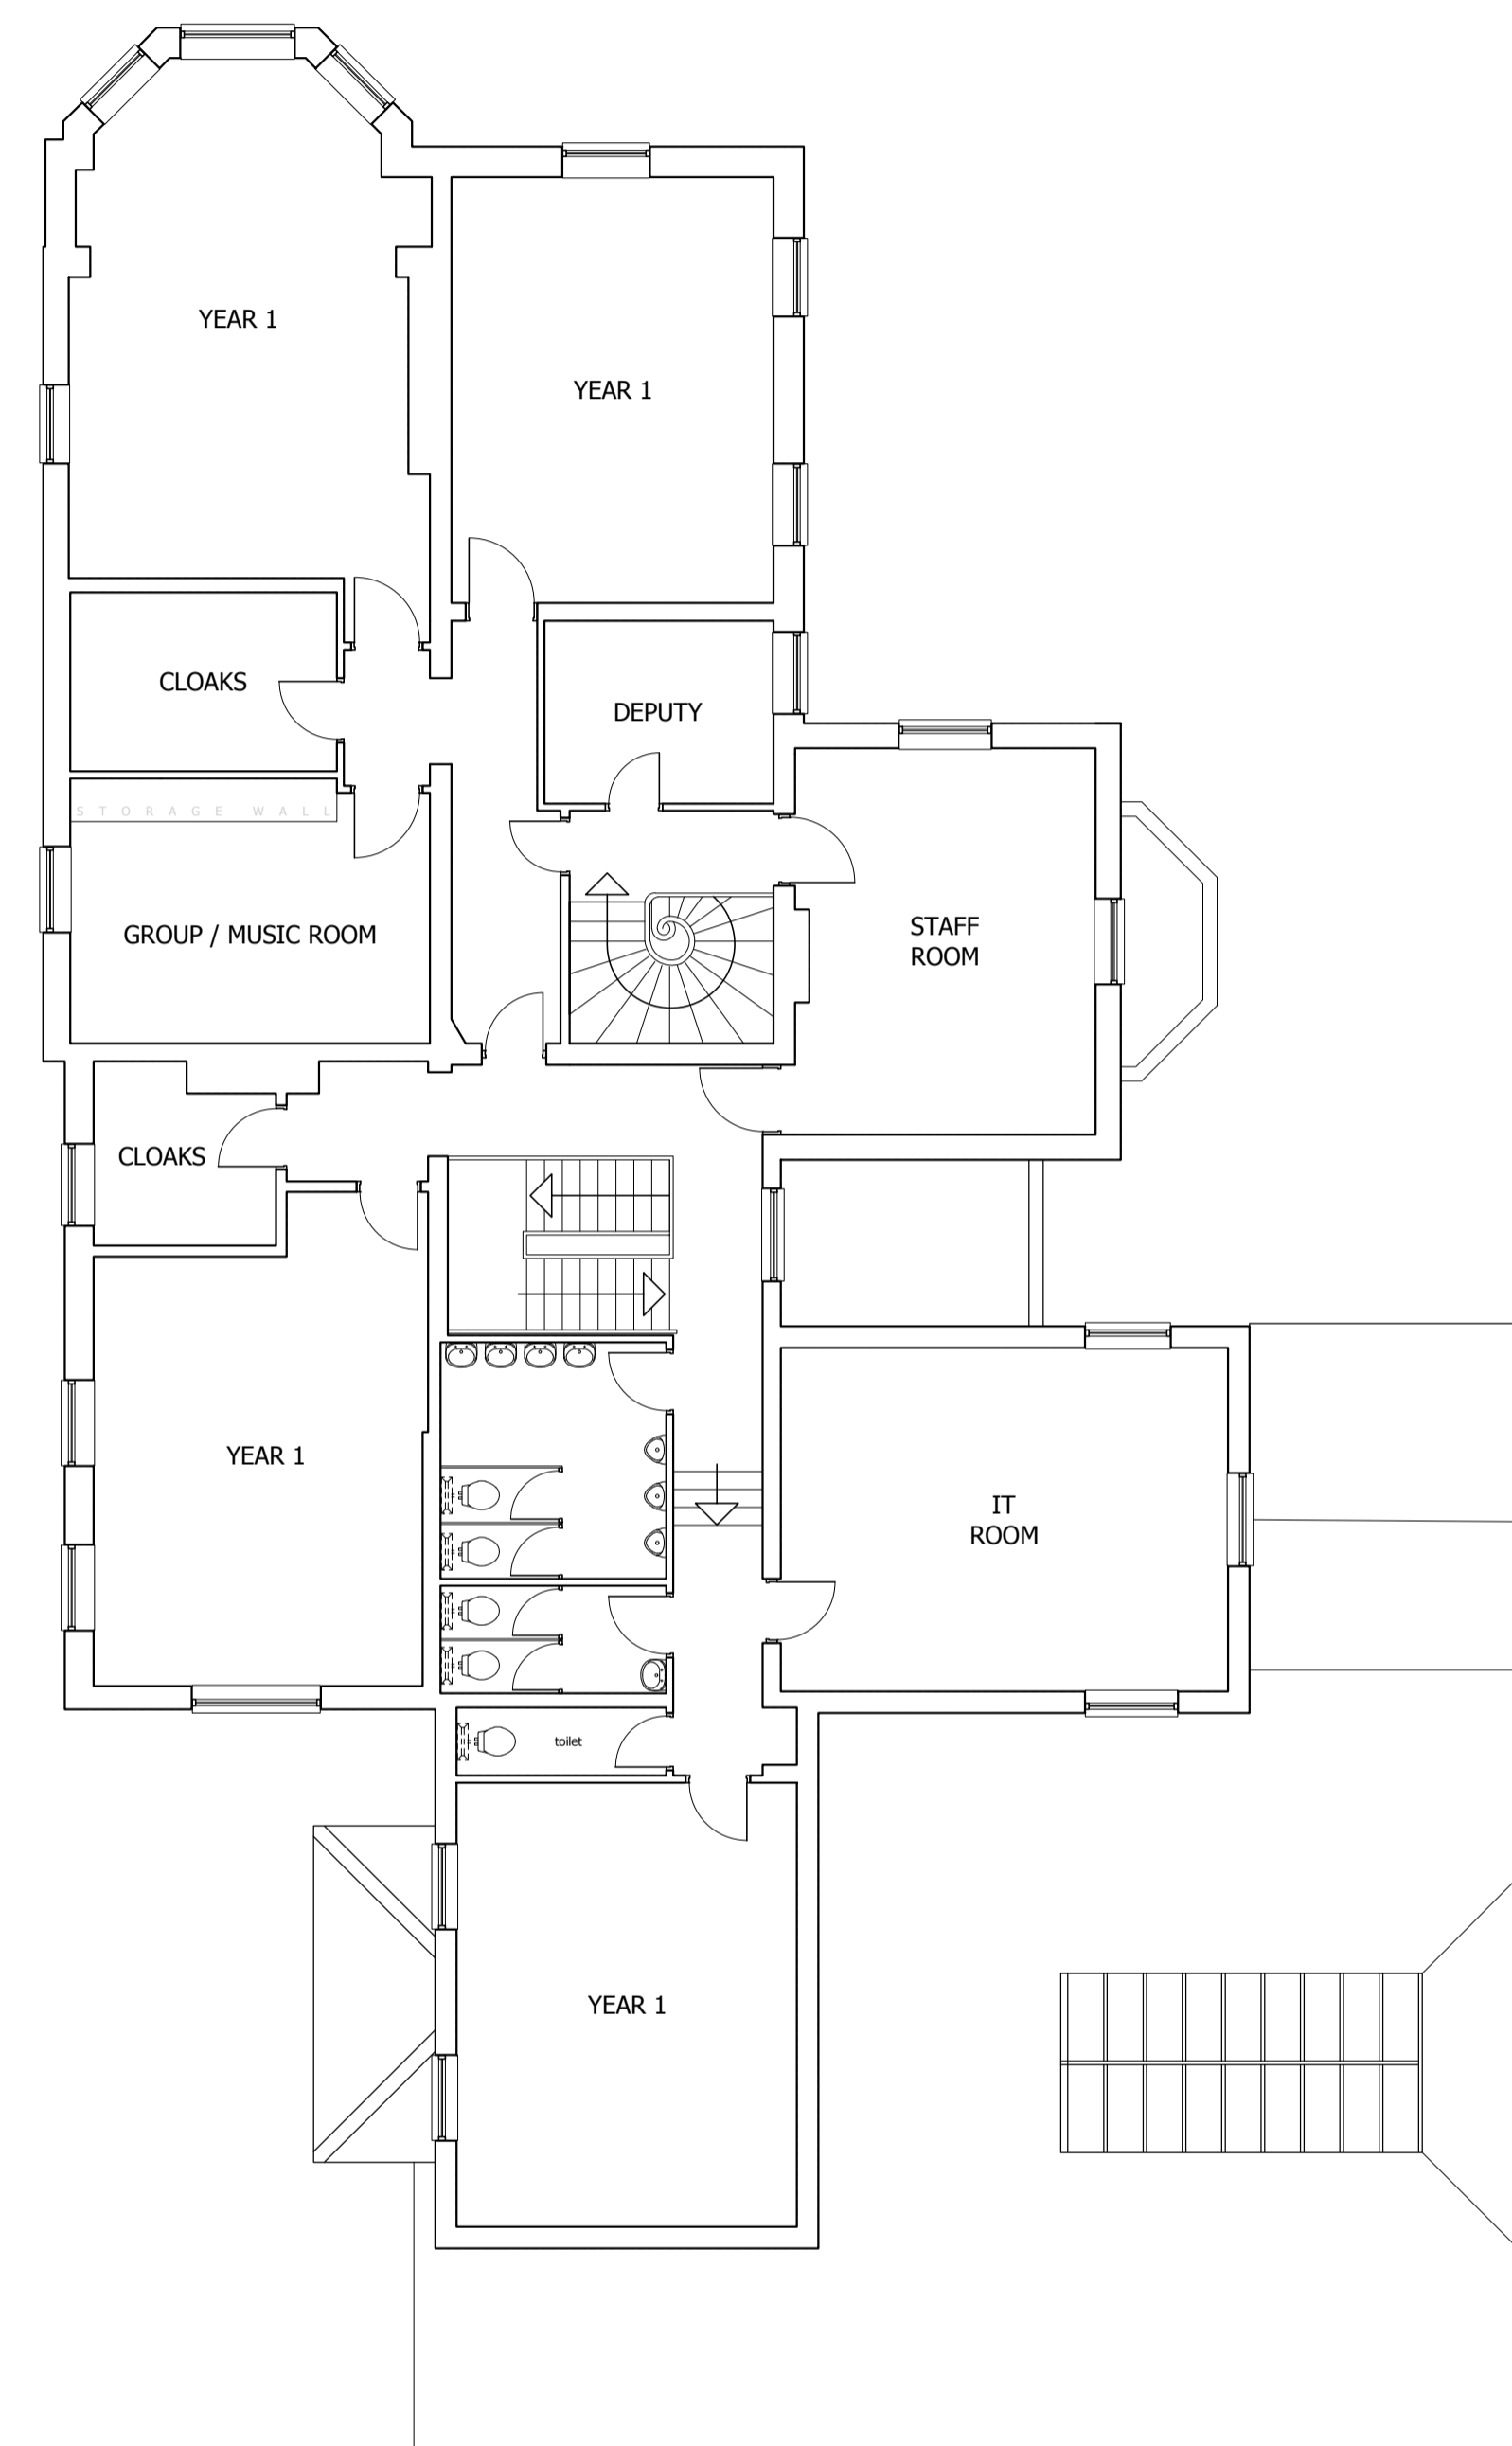 YEAR 1
YEAR 1
CLOAKS
DEPUTY
STORAGE WALL
GROUP / MUSIC ROOM
STAFF
ROOM
CLOAKS
YEAR 1
IT
ROOM
toilet
YEAR 1